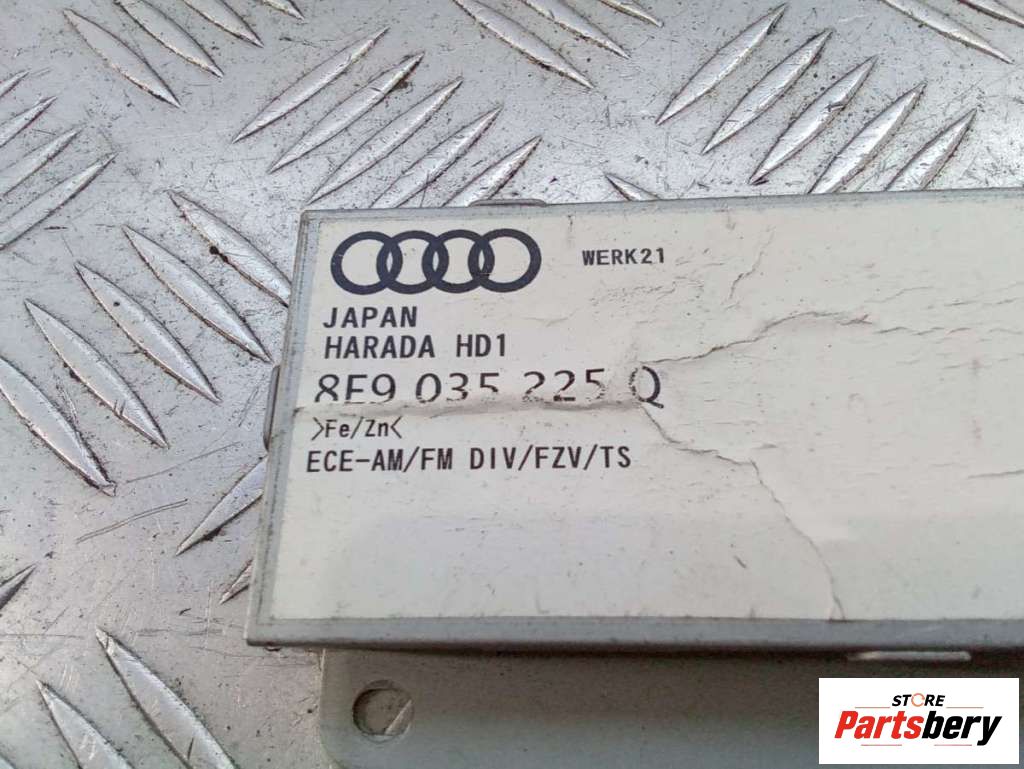 WERK21
JAPAN
HARADA HD1
8E9 035 225 Q
>Fe/Zn<
ECE-AM/FM DIV/FZV/TS
STORE
Partsbery